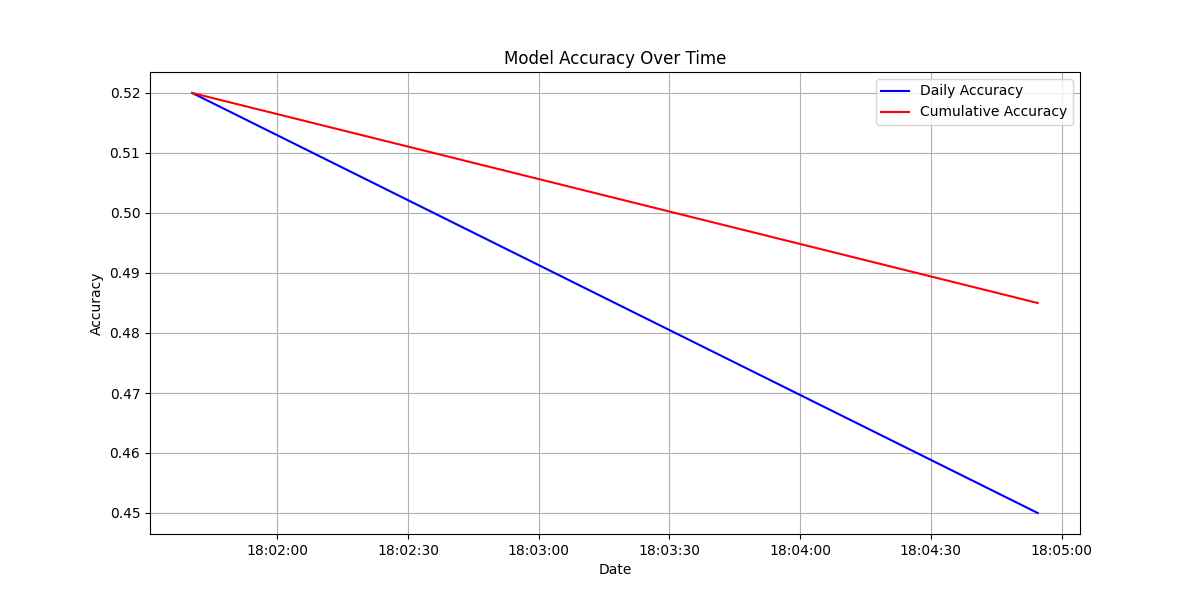 Model Accuracy Over Time
Daily Accuracy
Cumulative Accuracy
Accuracy
0.52
0.51
0.50
0.49
0.48
0.47
0.46
0.45
18:02:00 18:02:30 18:03:00 18:03:30 18:04:00 18:04:30 18:05:00
Date